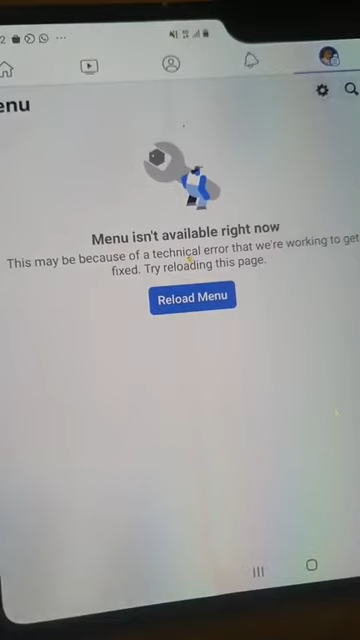 2
enu
Menu isn't available right now
This may be because of a technical error that we're working to get
fixed. Try reloading this page.
Reload Menu